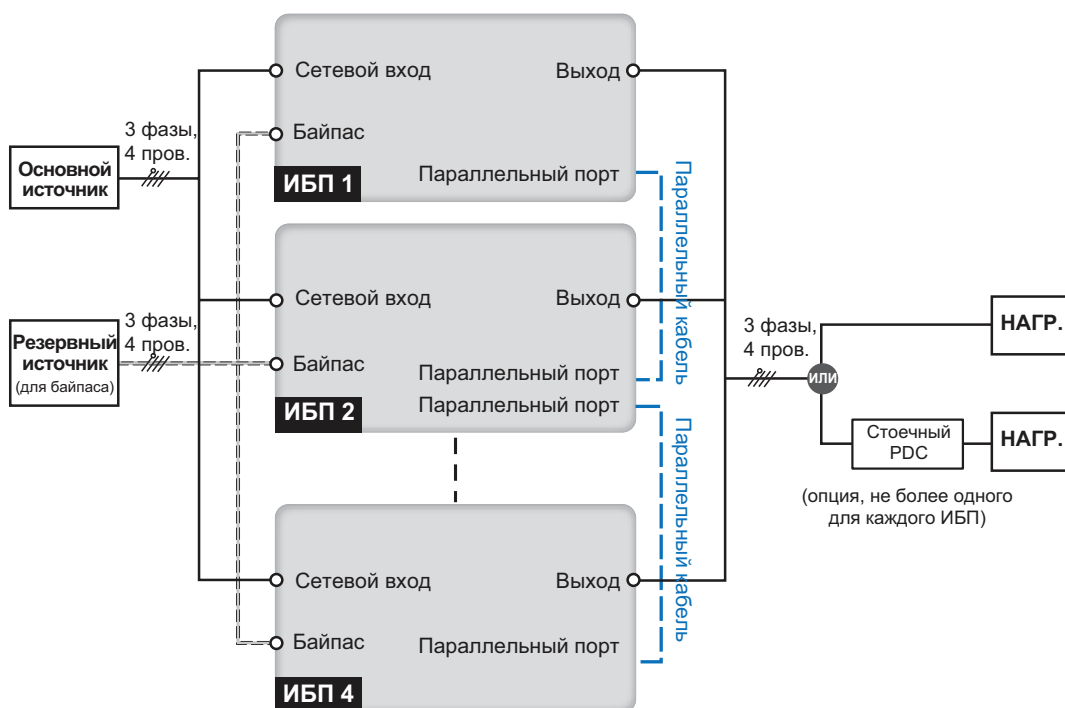 3 фазы,
4 пров.
Основной
источник
Сетевой вход
Выход
Байпас
Параллельный порт
ИБП 1
Параллельный кабель
3 фазы,
4 пров.
Резервный
источник
(для байпаса)
Сетевой вход
Выход
Байпас
Параллельный порт
Параллельный порт
ИБП 2
Параллельный кабель
3 фазы,
4 пров.
ИЛИ
НАГР.
Стоечный
PDC
НАГР.
(опция, не более одного
для каждого ИБП)
Сетевой вход
Выход
Байпас
Параллельный порт
ИБП 4